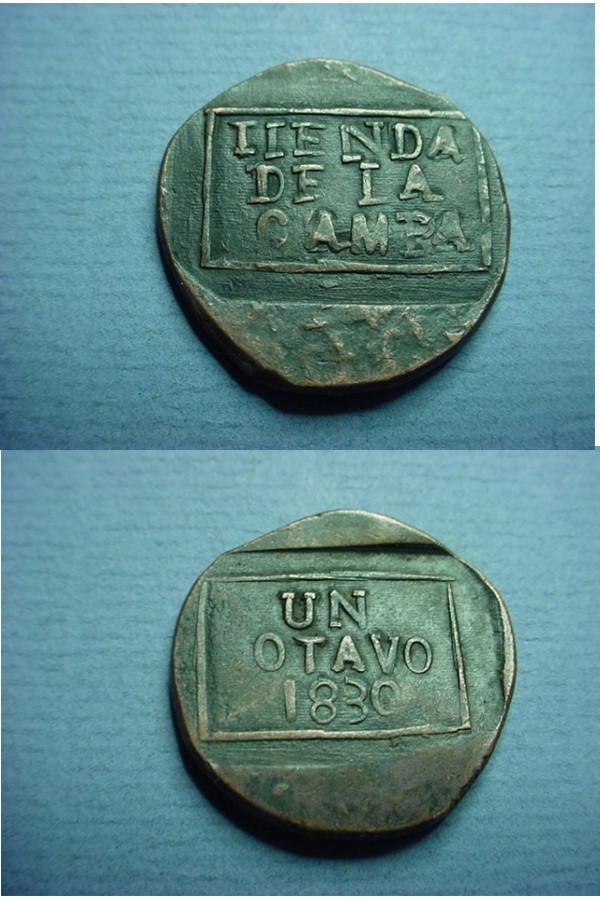 TIENDA
DE LA
CAMPA
UN
OTAVO
1830